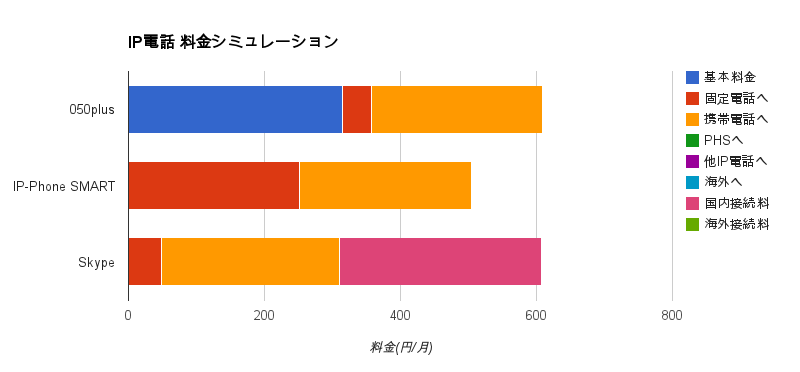 IP電話 料金シミュレーション
050plus
IP-Phone SMART
Skype
0 200 400 600 800
料金(円/月)
基本料金
固定電話へ
携帯電話へ
PHSへ
他IP電話へ
海外へ
国内接続料
海外接続料